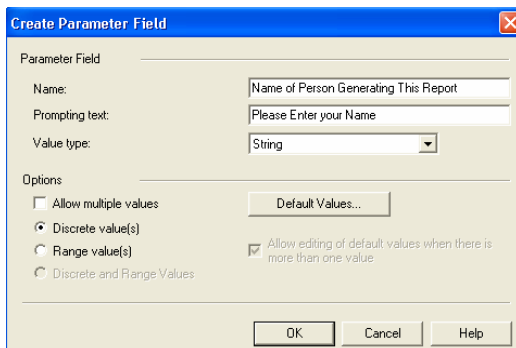 Create Parameter Field
Parameter Field
Name: Name of Person Generating This Report
Prompting text: Please Enter your Name
Value type: String
Options
Allow multiple values Default Values...
Discrete value(s)
Range value(s) Allow editing of default values when there is
more than one value
Discrete and Range Values
OK Cancel Help